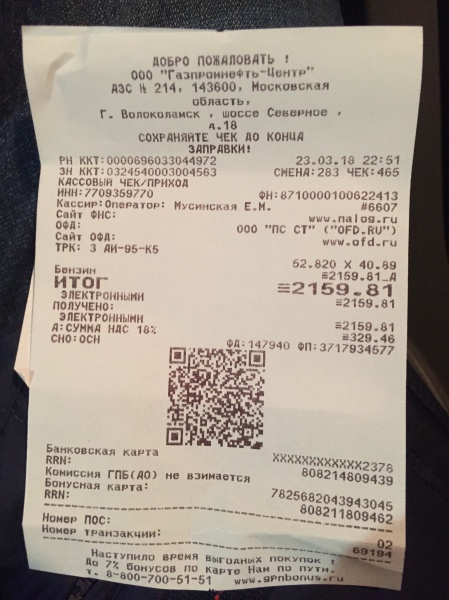 ДОБРО ПОЖАЛОВАТЬ !
ООО "Газпромнефть-Центр"
АЗС № 214, 143600, Московская
область,
Г. Волоколамск , шоссе Северное ,
д.18
СОХРАНЯЙТЕ ЧЕК ДО КОНЦА
ЗАПРАВКИ!
РН ККТ:0000696033044972 23.03.18 22:51
ЗН ККТ:0324540003004563 СМЕНА:283 ЧЕК:465
КАССОВЫЙ ЧЕК/ПРИХОД
ИНН:7709359770 ФН:8710000100622413
Кассир:Оператор: Мусинская Е.М. #6607
Сайт ФНС: www.nalog.ru
ОФД: ООО "ПС СТ" ("OFD.RU")
Сайт ОФД: www.ofd.ru
ТРК: 3 АИ-95-К5
52.820 X 40.89
Бензин ≡2159.81_А
ИТОГ ≡2159.81
ЭЛЕКТРОННЫМИ ≡2159.81
ПОЛУЧЕНО:
ЭЛЕКТРОННЫМИ ≡2159.81
А:СУММА НДС 18% ≡329.46
СНО:ОСН ФД:147940 ФП:3717934577
Банковская карта XXXXXXXXXXXX2378
RRN: 808214809439
Комиссия ГПБ(АО) не взимается
Бонусная карта: 7825682043943045
RRN: 808211809462
Номер ПОС: 02
Номер транзакчии: 69194
Наступило время выгодных покупок !
До 7% бонусов по карте Нам по пути.
т. 8-800-700-51-51 www.gpnbonus.ru